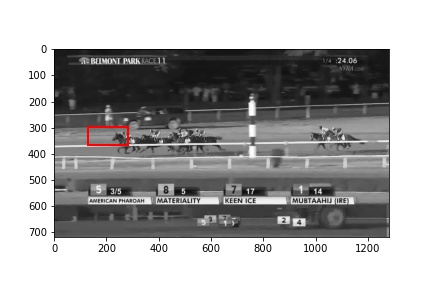 BELMONT PARK RACE 11
1/4 :24.06
5 3/5 8 5 7 17 1 14
AMERICAN PHAROAH MATERIALITY KEEN ICE MUBTAAHIJ (IRE)
2 4
0
100
200
300
400
500
600
700
0 200 400 600 800 1000 1200